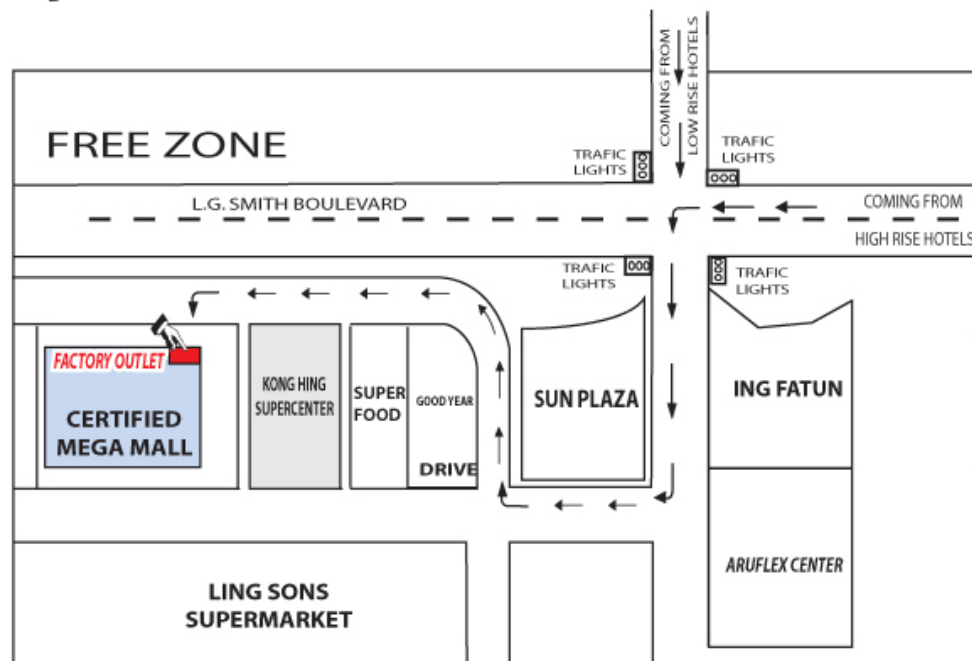 COMING FROM
LOW RISE HOTELS
FREE ZONE
TRAFIC
LIGHTS
TRAFIC
LIGHTS
L.G. SMITH BOULEVARD
COMING FROM
HIGH RISE HOTELS
TRAFIC
LIGHTS
TRAFIC
LIGHTS
FACTORY OUTLET
CERTIFIED
MEGA MALL
KONG HING
SUPERCENTER
SUPER
FOOD
GOOD YEAR
DRIVE
SUN PLAZA
ING FATUN
ARUFLEX CENTER
LING SONS
SUPERMARKET